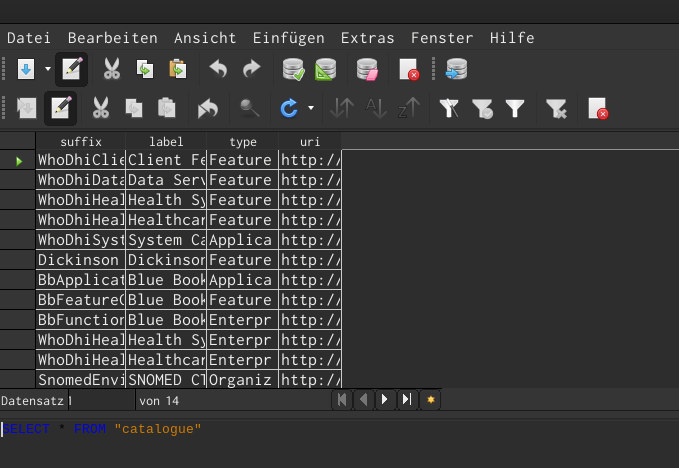 Datei Bearbeiten Ansicht Einfügen Extras Fenster Hilfe
suffix label type uri
WhoDhiClie Client Fe Feature http://
WhoDhiData Data Serv Feature http://
WhoDhiHeal Health Sy Feature http://
WhoDhiHeal Healthcar Feature http://
WhoDhiSyst System Ca Applica http://
Dickinson Dickinson Feature http://
BbApplicat Blue Book Applica http://
BbFeatureC Blue Book Feature http://
BbFunction Blue Book Enterpr http://
WhoDhiHeal Health Sy Enterpr http://
WhoDhiHeal Healthcar Enterpr http://
SnomedEnvi SNOMED CT Organiz http://
Datensatz 1 von 14
SELECT * FROM "catalogue"